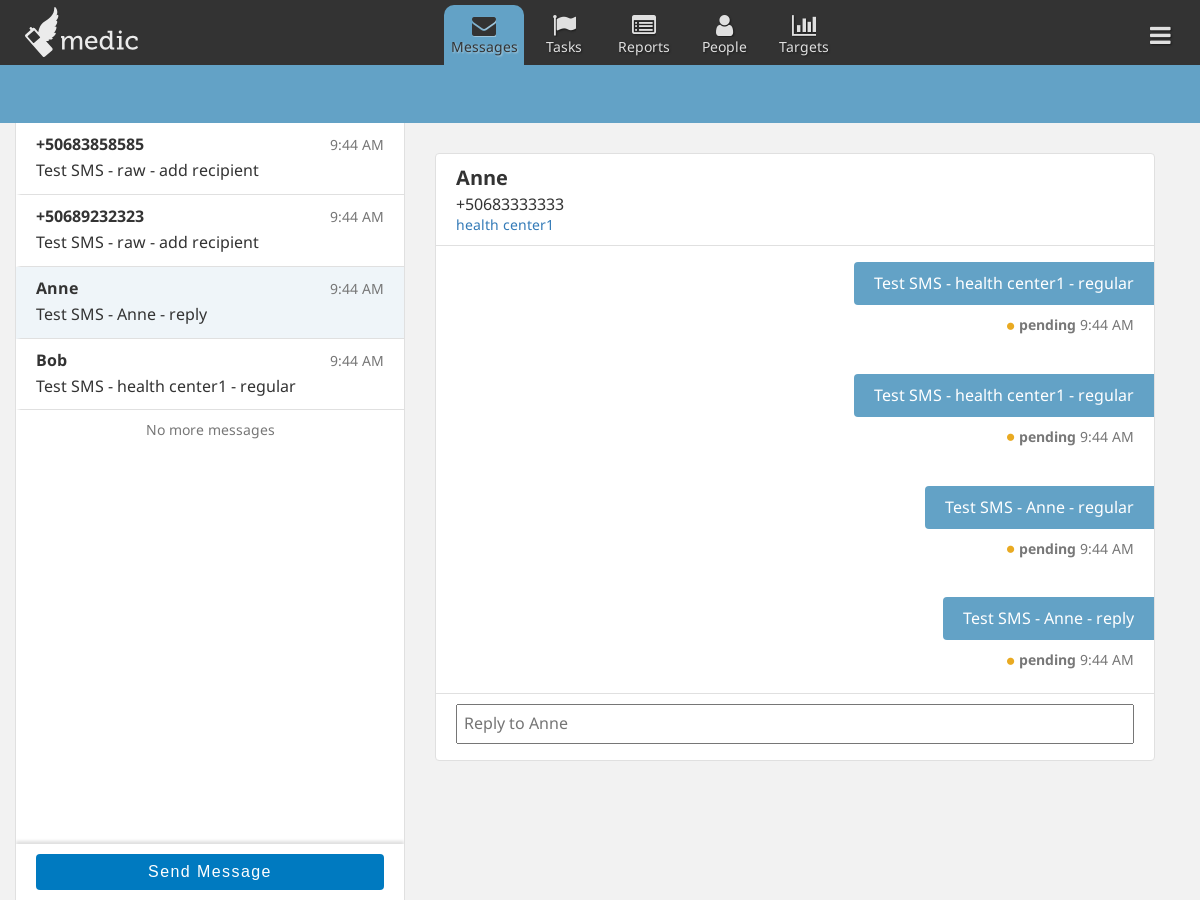 medic
Messages
Tasks
Reports
People
Targets
+50683858585 9:44 AM
Test SMS - raw - add recipient
+50689232323 9:44 AM
Test SMS - raw - add recipient
Anne 9:44 AM
Test SMS - Anne - reply
Bob 9:44 AM
Test SMS - health center1 - regular
No more messages
Send Message
Anne
+50683333333
health center1
Test SMS - health center1 - regular
pending 9:44 AM
Test SMS - health center1 - regular
pending 9:44 AM
Test SMS - Anne - regular
pending 9:44 AM
Test SMS - Anne - reply
pending 9:44 AM
Reply to Anne